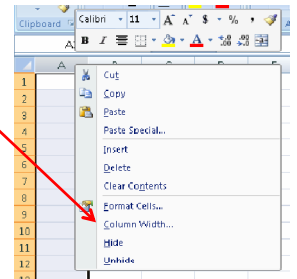 Calibri 11 A A $ % ,
Clipboard
B I A
A
1
Cut
2
Copy
3
Paste
4
Paste Special...
5
Insert
6
Delete
7
Clear Contents
8
Format Cells...
9
Column Width...
10
Hide
11
Unhide
12